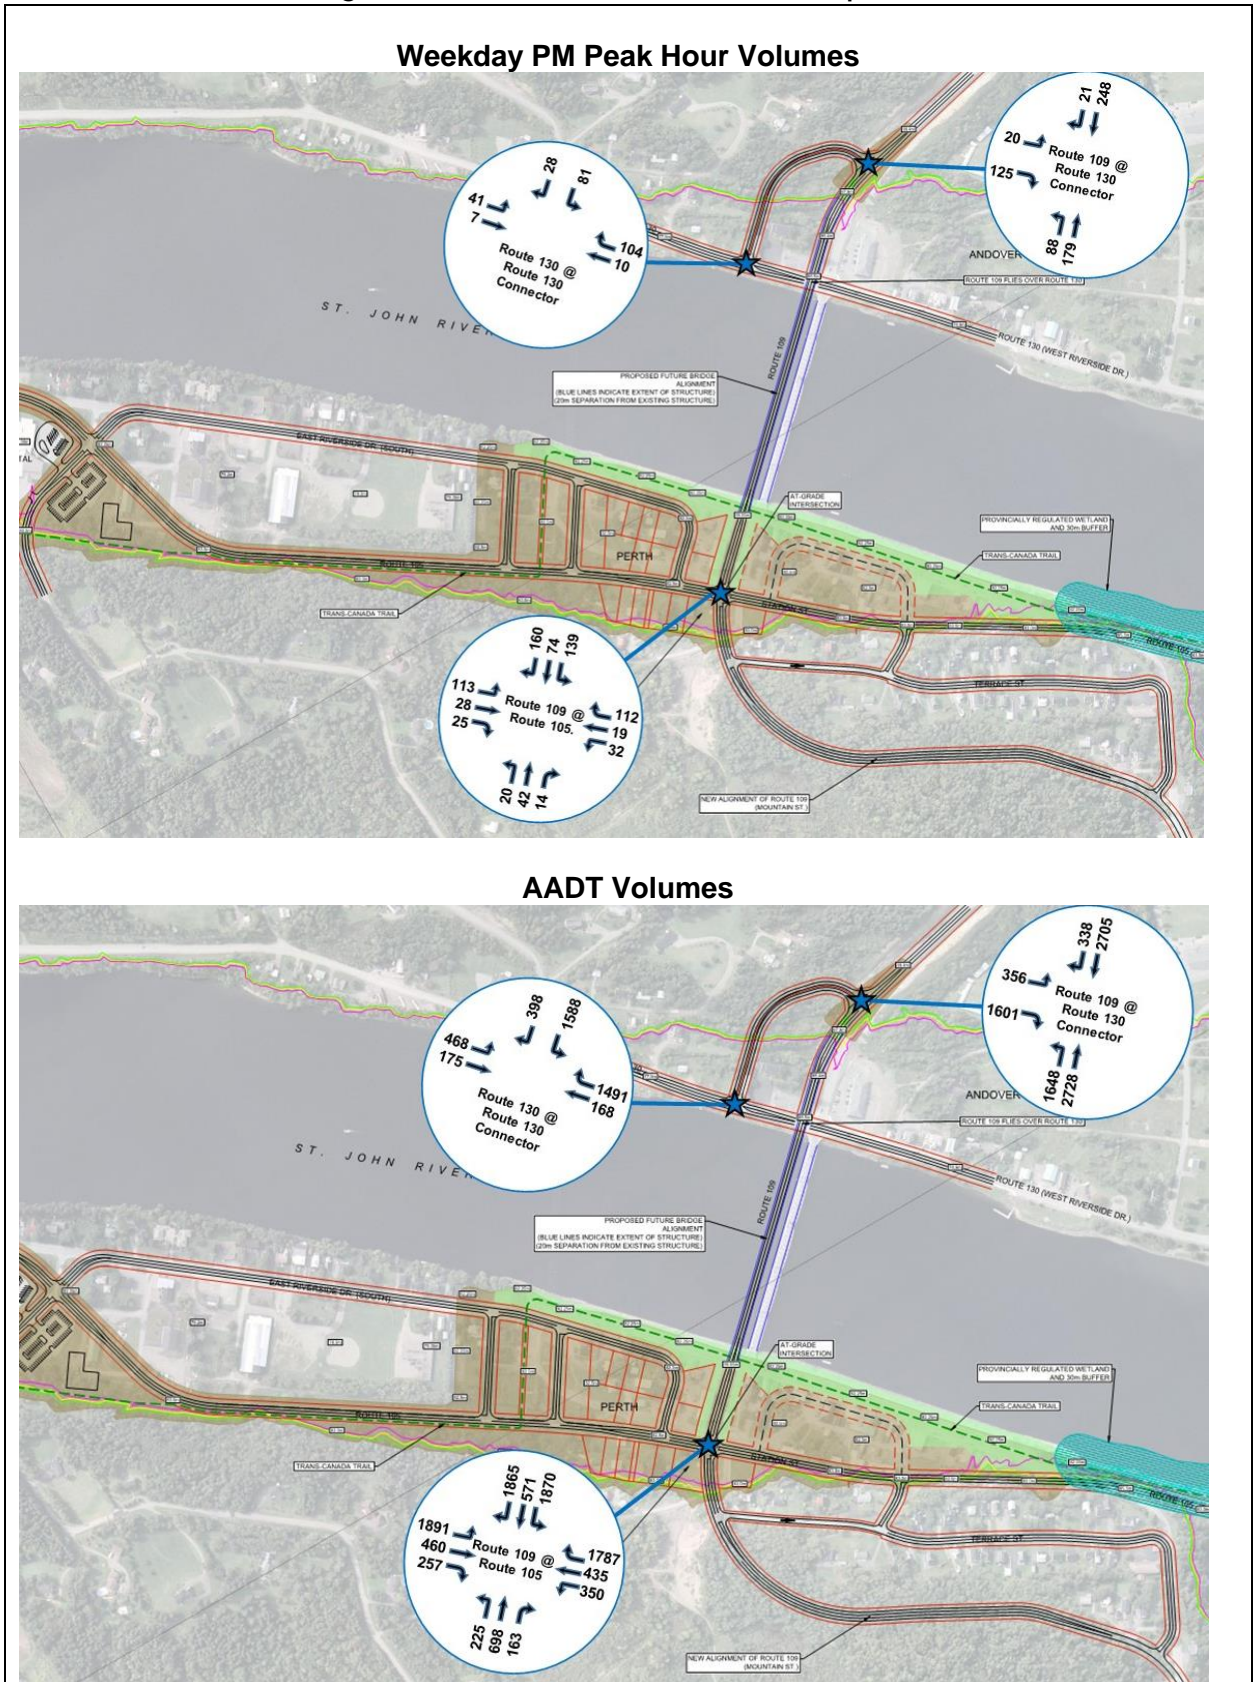 Weekday PM Peak Hour Volumes
21
248
20
Route 109 @
Route 130
Connector
125
88
179
28
81
41
7
104
10
Route 130 @
Route 130
Connector
ANDOVER
ROUTE 109 FLIES OVER ROUTE 130
ST. JOHN RIVER
ROUTE 109
ROUTE 130 (WEST RIVERSIDE DR.)
PROPOSED FUTURE BRIDGE
ALIGNMENT
(BLUE LINES INDICATE EXTENT OF STRUCTURE)
(20m SEPARATION FROM EXISTING STRUCTURE)
EAST RIVERSIDE DR. (SOUTH)
AT-GRADE
INTERSECTION
PROVINCIALLY REGULATED WETLAND
AND 30m BUFFER
PERTH
TRANS-CANADA TRAIL
ROUTE 105
STATION ST.
TRANS-CANADA TRAIL
ROUTE 105
TERRACE ST.
160
74
139
113
28
25
Route 109 @
Route 105.
112
19
32
20
42
14
NEW ALIGNMENT OF ROUTE 109
(MOUNTAIN ST.)
AADT Volumes
338
2705
356
Route 109 @
Route 130
Connector
1601
1648
2728
398
1588
468
175
1491
168
Route 130 @
Route 130
Connector
ANDOVER
ROUTE 109 FLIES OVER ROUTE 130
ST. JOHN RIVER
ROUTE 109
ROUTE 130 (WEST RIVERSIDE DR.)
PROPOSED FUTURE BRIDGE
ALIGNMENT
(BLUE LINES INDICATE EXTENT OF STRUCTURE)
(20m SEPARATION FROM EXISTING STRUCTURE)
EAST RIVERSIDE DR. (SOUTH)
AT-GRADE
INTERSECTION
PROVINCIALLY REGULATED WETLAND
AND 30m BUFFER
PERTH
TRANS-CANADA TRAIL
ROUTE 105
STATION ST.
TRANS-CANADA TRAIL
ROUTE 105
TERRACE ST.
1865
571
1870
1891
460
257
Route 109 @
Route 105
1787
435
350
225
698
163
NEW ALIGNMENT OF ROUTE 109
(MOUNTAIN ST.)